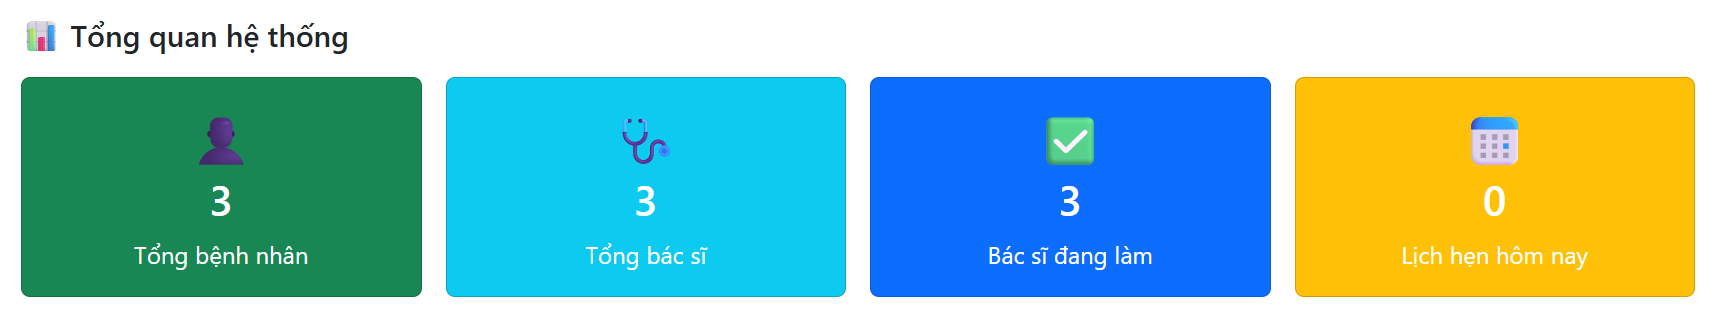 Tổng quan hệ thống
3
Tổng bệnh nhân
3
Tổng bác sĩ
3
Bác sĩ đang làm
0
Lịch hẹn hôm nay